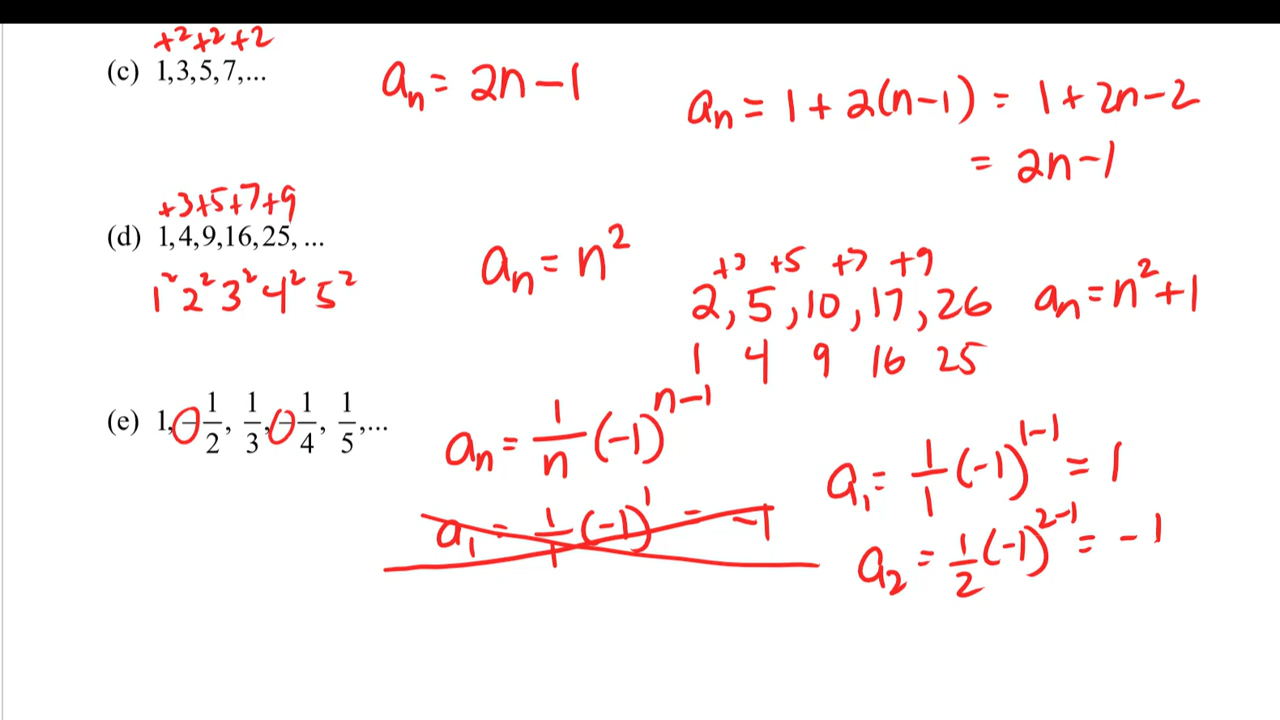 +2 +2 +2
(c) 1,3,5,7,...
aₙ = 2n - 1
aₙ = 1 + 2(n-1) = 1 + 2n - 2
= 2n - 1
+3 +5 +7 +9
(d) 1,4,9,16,25, ...
1² 2² 3² 4² 5²
aₙ = n²
+3 +5 +7 +9
2, 5, 10, 17, 26
aₙ = n² + 1
1 4 9 16 25
(e) 1, -1/2, 1/3, -1/4, 1/5, ...
aₙ = 1/n (-1)ⁿ⁻¹
a₁ = 1/1 (-1)¹ = -1
a₁ = 1/1 (-1)¹⁻¹ = 1
a₂ = 1/2 (-1)²⁻¹ = -1